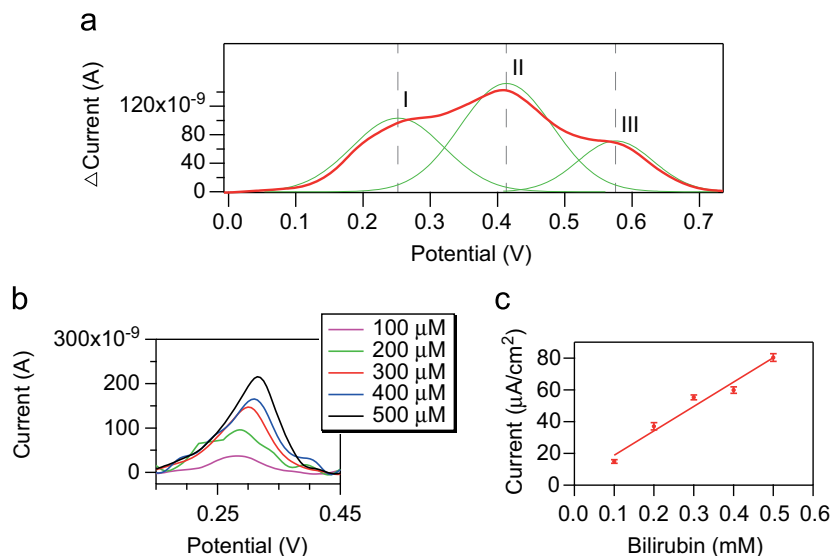 a
Δ Current (A)
120x10⁻⁹
80
40
0
I
II
III
0.0 0.1 0.2 0.3 0.4 0.5 0.6 0.7
Potential (V)
b
Current (A)
300x10⁻⁹
200
100
0
100 μM
200 μM
300 μM
400 μM
500 μM
0.25 0.45
Potential (V)
c
Current (μA/cm²)
80
60
40
20
0
0.0 0.1 0.2 0.3 0.4 0.5 0.6
Bilirubin (mM)